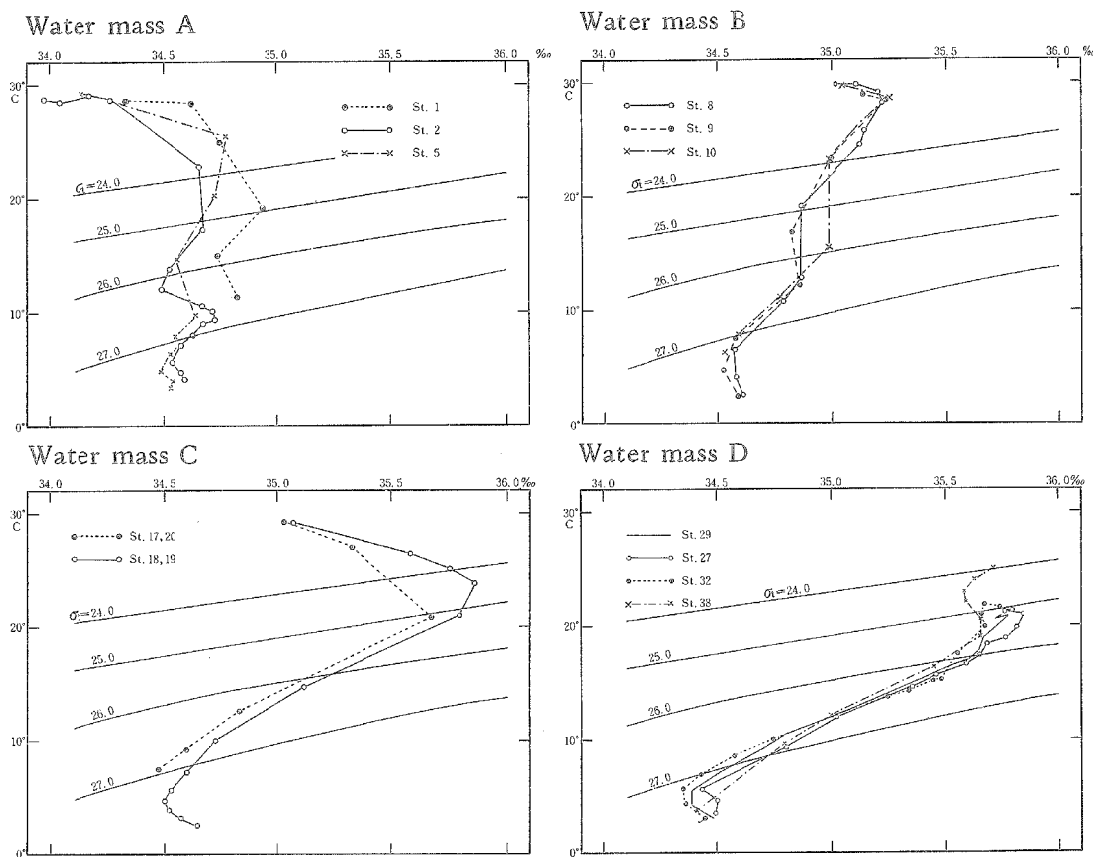 Water mass A
34.0 34.5 35.0 35.5 36.0 ‰
30°
C
20°
10°
0°
St. 1
St. 2
St. 5
σt=24.0
25.0
26.0
27.0
Water mass B
34.0 34.5 35.0 35.5 36.0 ‰
30°
C
20°
10°
0°
St. 8
St. 9
St. 10
σt=24.0
25.0
26.0
27.0
Water mass C
34.0 34.5 35.0 35.5 36.0 ‰
30°
C
20°
10°
0°
St. 17, 20
St. 18, 19
σt=24.0
25.0
26.0
27.0
Water mass D
34.0 34.5 35.0 35.5 36.0 ‰
30°
C
20°
10°
0°
St. 29
St. 27
St. 32
St. 38
σt=24.0
25.0
26.0
27.0